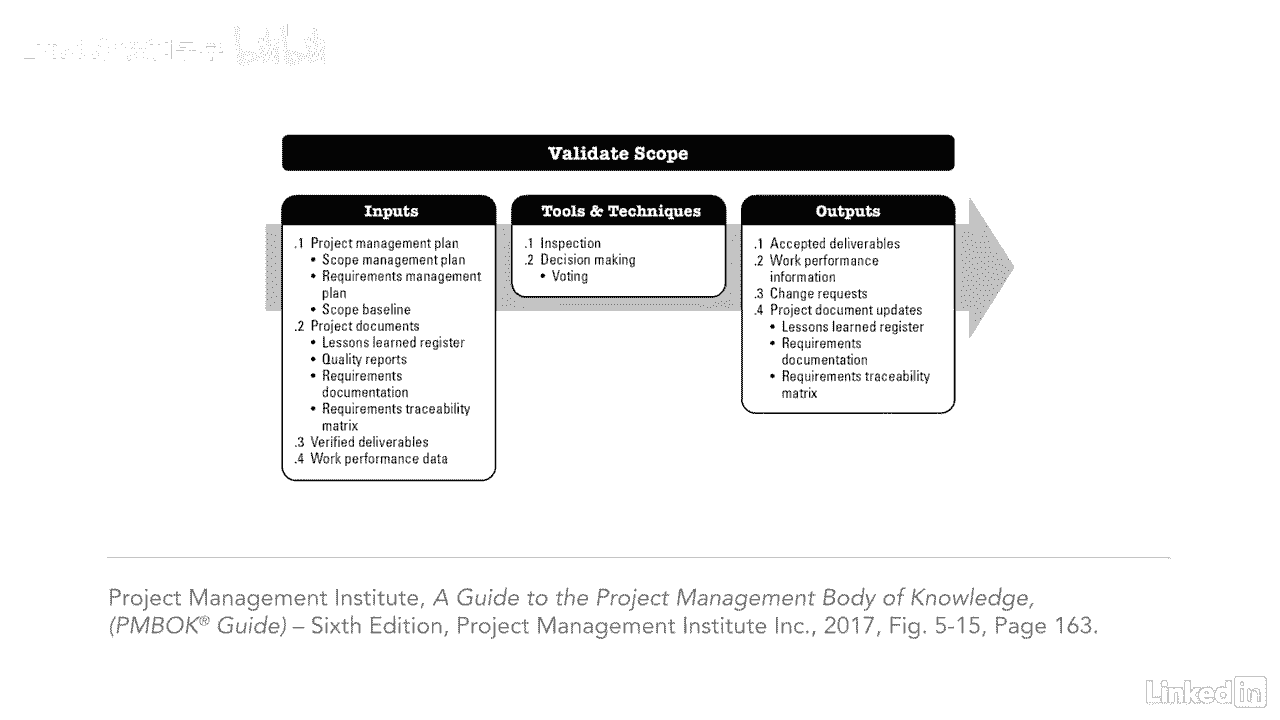 Validate Scope
Inputs
.1 Project management plan
• Scope management plan
• Requirements management
plan
• Scope baseline
.2 Project documents
• Lessons learned register
• Quality reports
• Requirements
documentation
• Requirements traceability
matrix
.3 Verified deliverables
.4 Work performance data
Tools & Techniques
.1 Inspection
.2 Decision making
• Voting
Outputs
.1 Accepted deliverables
.2 Work performance
information
.3 Change requests
.4 Project document updates
• Lessons learned register
• Requirements
documentation
• Requirements traceability
matrix
Project Management Institute, A Guide to the Project Management Body of Knowledge,
(PMBOK® Guide) – Sixth Edition, Project Management Institute Inc., 2017, Fig. 5-15, Page 163.
Linked in